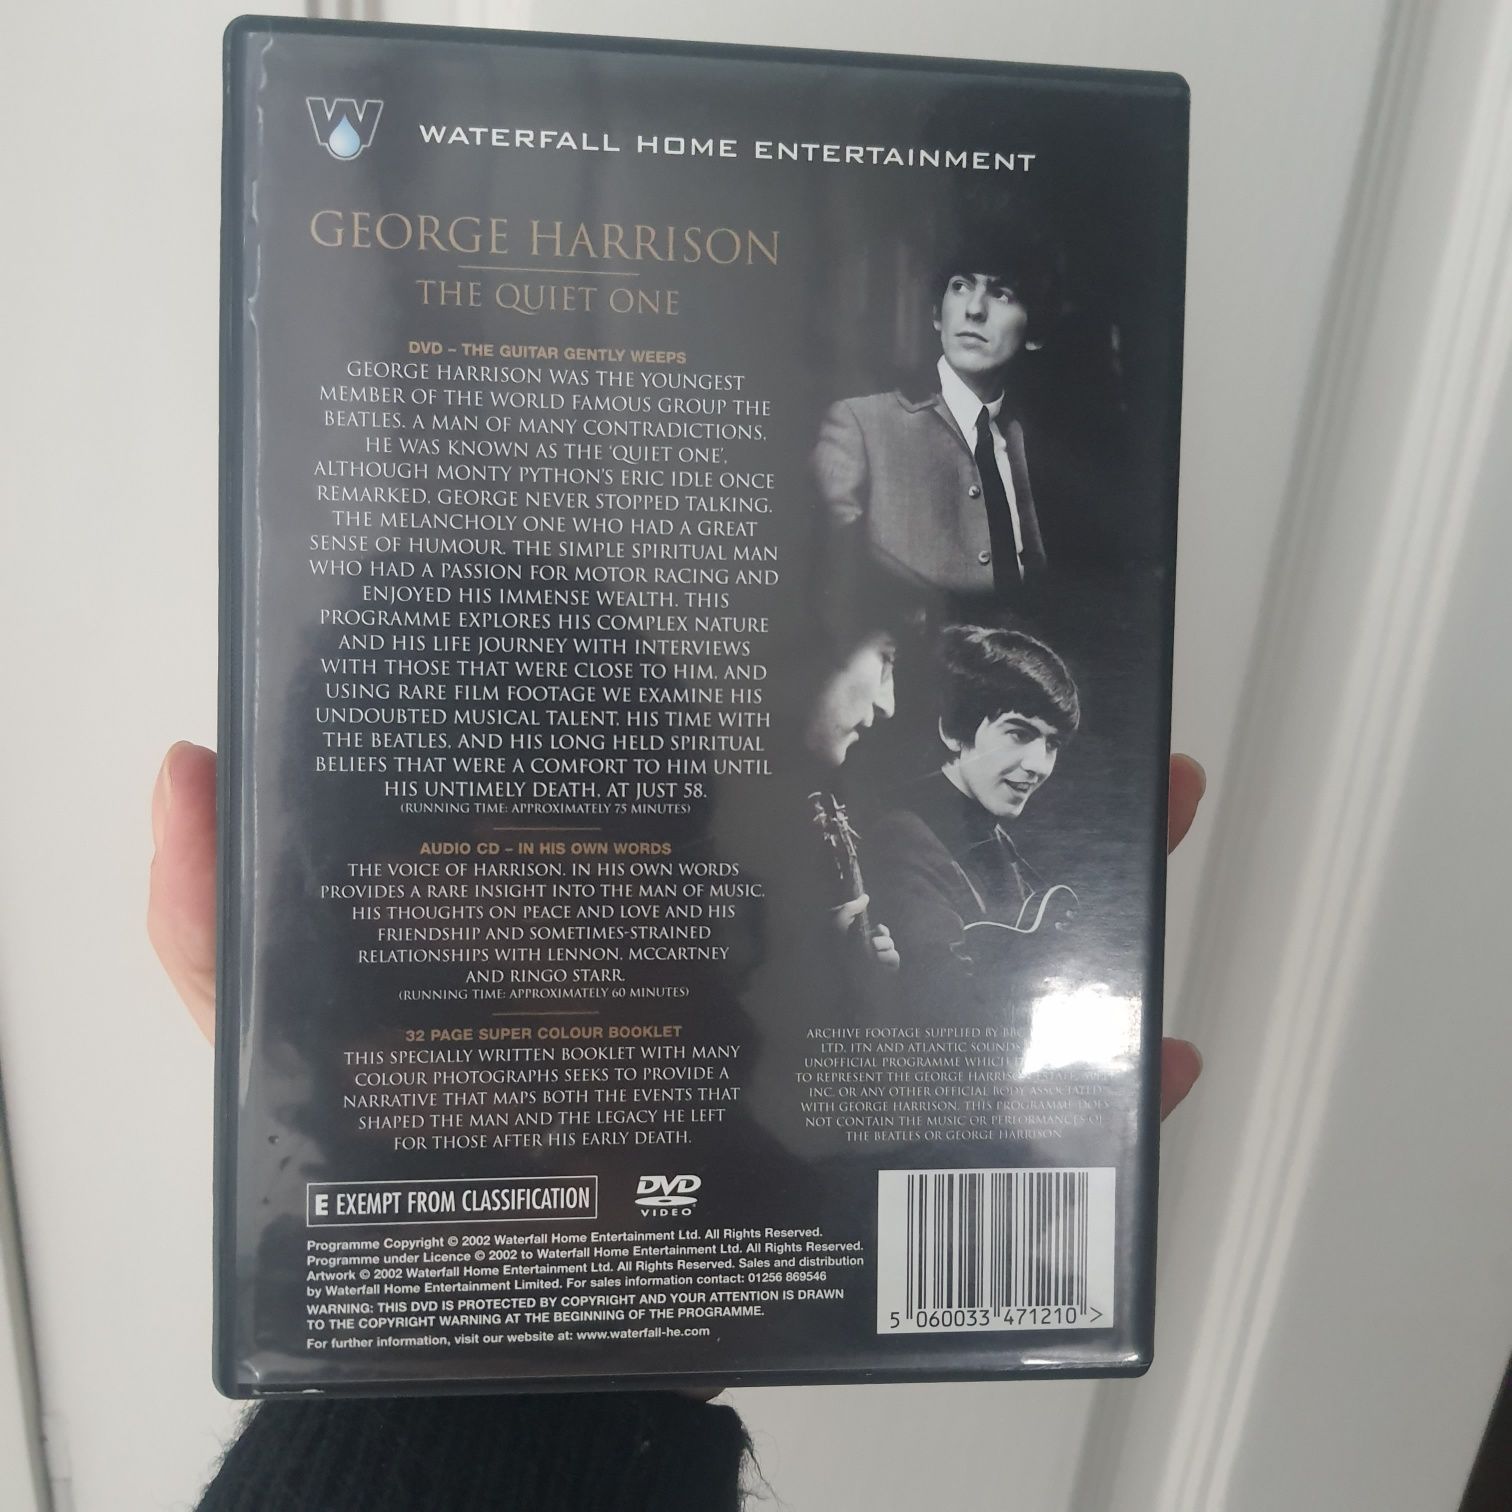 W
WATERFALL HOME ENTERTAINMENT
GEORGE HARRISON
THE QUIET ONE
DVD – THE GUITAR GENTLY WEEPS
GEORGE HARRISON WAS THE YOUNGEST
MEMBER OF THE WORLD FAMOUS GROUP THE
BEATLES. A MAN OF MANY CONTRADICTIONS,
HE WAS KNOWN AS THE 'QUIET ONE',
ALTHOUGH MONTY PYTHON'S ERIC IDLE ONCE
REMARKED, GEORGE NEVER STOPPED TALKING.
THE MELANCHOLY ONE WHO HAD A GREAT
SENSE OF HUMOUR. THE SIMPLE SPIRITUAL MAN
WHO HAD A PASSION FOR MOTOR RACING AND
ENJOYED HIS IMMENSE WEALTH. THIS
PROGRAMME EXPLORES HIS COMPLEX NATURE
AND HIS LIFE JOURNEY WITH INTERVIEWS
WITH THOSE THAT WERE CLOSE TO HIM, AND
USING RARE FILM FOOTAGE WE EXAMINE HIS
UNDOUBTED MUSICAL TALENT, HIS TIME WITH
THE BEATLES, AND HIS LONG HELD SPIRITUAL
BELIEFS THAT WERE A COMFORT TO HIM UNTIL
HIS UNTIMELY DEATH, AT JUST 58.
(RUNNING TIME: APPROXIMATELY 75 MINUTES)
AUDIO CD – IN HIS OWN WORDS
THE VOICE OF HARRISON. IN HIS OWN WORDS
PROVIDES A RARE INSIGHT INTO THE MAN OF MUSIC.
HIS THOUGHTS ON PEACE AND LOVE AND HIS
FRIENDSHIP AND SOMETIMES-STRAINED
RELATIONSHIPS WITH LENNON, MCCARTNEY
AND RINGO STARR.
(RUNNING TIME: APPROXIMATELY 60 MINUTES)
32 PAGE SUPER COLOUR BOOKLET
THIS SPECIALLY WRITTEN BOOKLET WITH MANY
COLOUR PHOTOGRAPHS SEEKS TO PROVIDE A
NARRATIVE THAT MAPS BOTH THE EVENTS THAT
SHAPED THE MAN AND THE LEGACY HE LEFT
FOR THOSE AFTER HIS EARLY DEATH.
ARCHIVE FOOTAGE SUPPLIED BY BBC
LTD, ITN AND ATLANTIC SOUNDS
UNOFFICIAL PROGRAMME WHICH
TO REPRESENT THE GEORGE HARRISON ESTATE,
INC. OR ANY OTHER OFFICIAL BODY ASSOCIATED
WITH GEORGE HARRISON. THIS PROGRAMME DOES
NOT CONTAIN THE MUSIC OR PERFORMANCES OF
THE BEATLES OR GEORGE HARRISON
E EXEMPT FROM CLASSIFICATION
DVD VIDEO
Programme Copyright © 2002 Waterfall Home Entertainment Ltd. All Rights Reserved.
Programme under Licence © 2002 to Waterfall Home Entertainment Ltd. All Rights Reserved.
Artwork © 2002 Waterfall Home Entertainment Ltd. All Rights Reserved. Sales and distribution
by Waterfall Home Entertainment Limited. For sales information contact: 01256 869546
WARNING: THIS DVD IS PROTECTED BY COPYRIGHT AND YOUR ATTENTION IS DRAWN
TO THE COPYRIGHT WARNING AT THE BEGINNING OF THE PROGRAMME.
For further information, visit our website at: www.waterfall-he.com
5 060033 471210 >